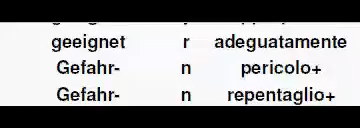 geeignet r adeguatamente
Gefahr- n pericolo+
Gefahr- n repentaglio+